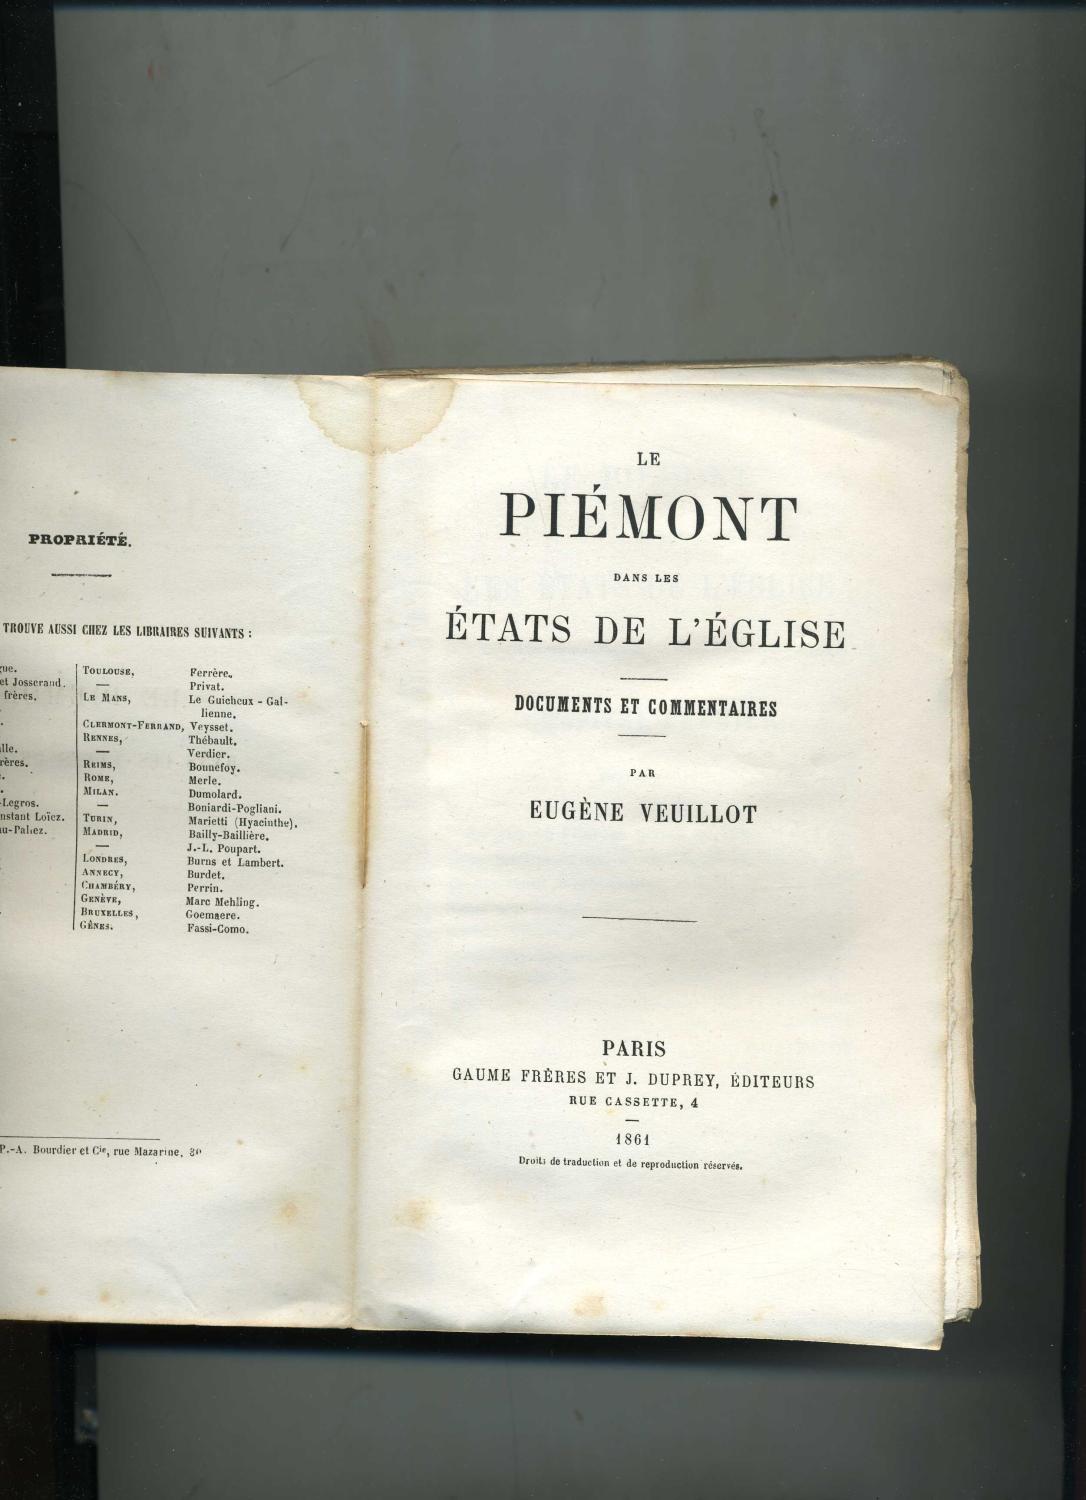 PROPRIÉTÉ.
TROUVE AUSSI CHEZ LES LIBRAIRES SUIVANTS :
et Josserand.
frères.
-Legros.
TOULOUSE, Ferrère.
— Privat.
LE MANS, Le Guicheux-Gal-
lienne.
CLERMONT-FERRAND, Veysset.
RENNES, Thébault.
— Verdier.
REIMS, Bonnefoy.
ROME, Merle.
MILAN. Dumolard.
— Boniardi-Pogliani.
TURIN, Marietti (Hyacinthe).
MADRID, Bailly-Baillière.
— J.-L. Poupart.
LONDRES, Burns et Lambert.
ANNECY, Burdet.
CHAMBÉRY, Perrin.
GENÈVE, Marc Mehling.
BRUXELLES, Goemaere.
GÊNES. Fassi-Como.
P.-A. Bourdier et Cie, rue Mazarine, 30
LE
PIÉMONT
DANS LES
ÉTATS DE L'ÉGLISE
DOCUMENTS ET COMMENTAIRES
PAR
EUGÈNE VEUILLOT
PARIS
GAUME FRÈRES ET J. DUPREY, ÉDITEURS
RUE CASSETTE, 4
—
1861
Droits de traduction et de reproduction réservés.